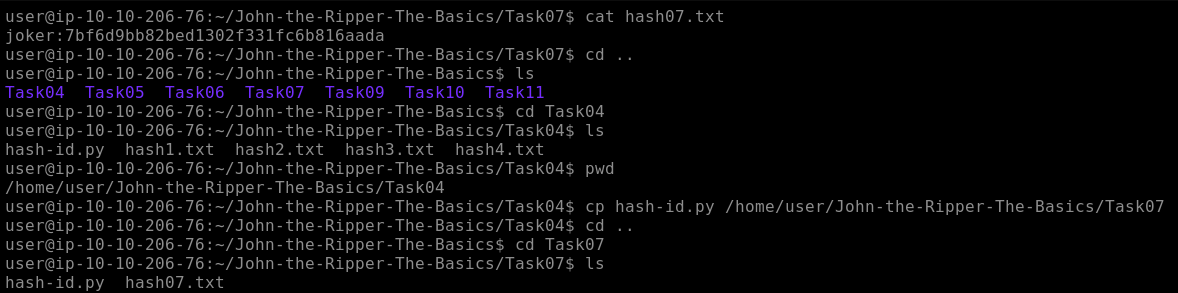 user@ip-10-10-206-76:~/John-the-Ripper-The-Basics/Task07$ cat hash07.txt
joker:7bf6d9bb82bed1302f331fc6b816aada
user@ip-10-10-206-76:~/John-the-Ripper-The-Basics/Task07$ cd ..
user@ip-10-10-206-76:~/John-the-Ripper-The-Basics$ ls
Task04  Task05  Task06  Task07  Task09  Task10  Task11
user@ip-10-10-206-76:~/John-the-Ripper-The-Basics$ cd Task04
user@ip-10-10-206-76:~/John-the-Ripper-The-Basics/Task04$ ls
hash-id.py  hash1.txt  hash2.txt  hash3.txt  hash4.txt
user@ip-10-10-206-76:~/John-the-Ripper-The-Basics/Task04$ pwd
/home/user/John-the-Ripper-The-Basics/Task04
user@ip-10-10-206-76:~/John-the-Ripper-The-Basics/Task04$ cp hash-id.py /home/user/John-the-Ripper-The-Basics/Task07
user@ip-10-10-206-76:~/John-the-Ripper-The-Basics/Task04$ cd ..
user@ip-10-10-206-76:~/John-the-Ripper-The-Basics$ cd Task07
user@ip-10-10-206-76:~/John-the-Ripper-The-Basics/Task07$ ls
hash-id.py  hash07.txt